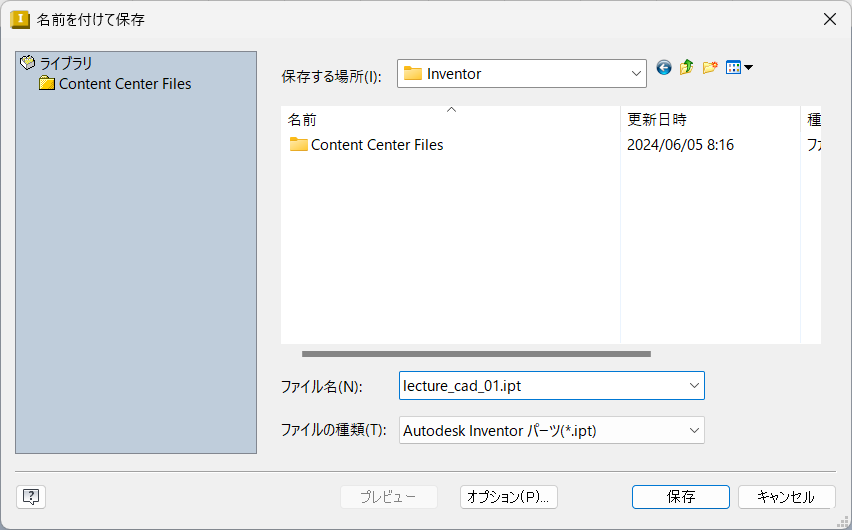 名前を付けて保存
ライブラリ
Content Center Files
保存する場所(I):
Inventor
名前
更新日時
種
Content Center Files
2024/06/05 8:16
ファ
ファイル名(N):
lecture_cad_01.ipt
ファイルの種類(T):
Autodesk Inventor パーツ(*.ipt)
プレビュー
オプション(P)...
保存
キャンセル